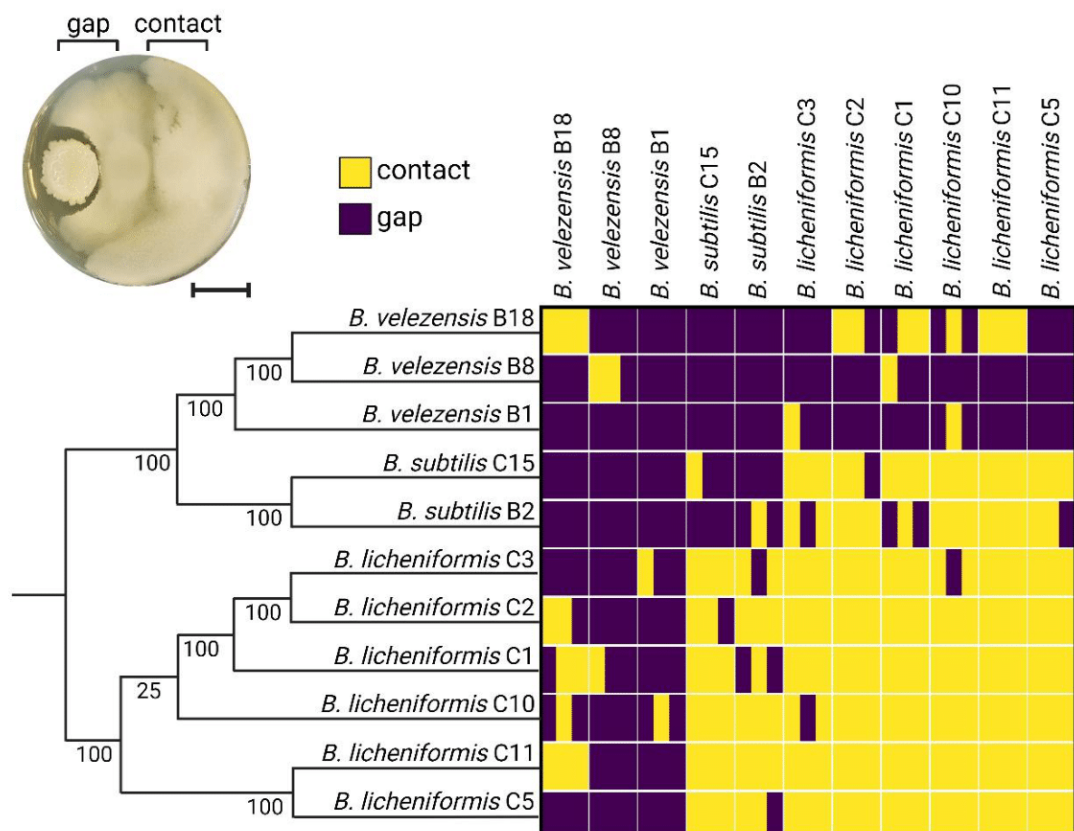 gap contact
contact
gap
B. velezensis B18
B. velezensis B8
B. velezensis B1
B. subtilis C15
B. subtilis B2
B. licheniformis C3
B. licheniformis C2
B. licheniformis C1
B. licheniformis C10
B. licheniformis C11
B. licheniformis C5
B. velezensis B18
B. velezensis B8
B. velezensis B1
B. subtilis C15
B. subtilis B2
B. licheniformis C3
B. licheniformis C2
B. licheniformis C1
B. licheniformis C10
B. licheniformis C11
B. licheniformis C5
100
100
100
100
100
100
25
100
100